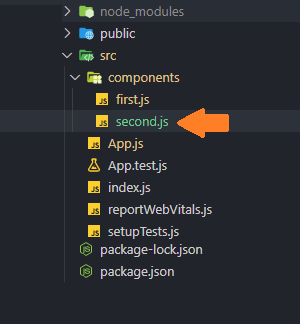 node_modules
public
src
components
JS first.js
JS second.js
JS App.js
App.test.js
JS index.js
JS reportWebVitals.js
JS setupTests.js
package-lock.json
package.json